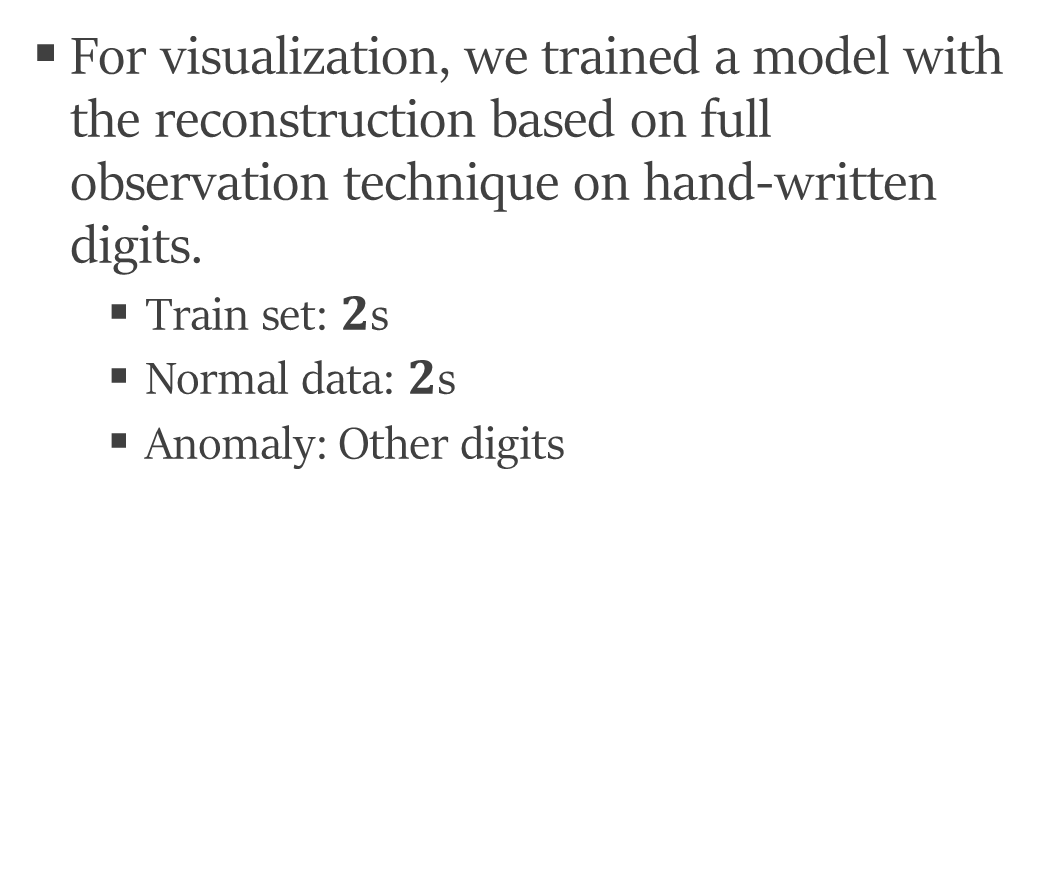 ▪ For visualization, we trained a model with
the reconstruction based on full
observation technique on hand-written
digits.
▪ Train set: 2s
▪ Normal data: 2s
▪ Anomaly: Other digits